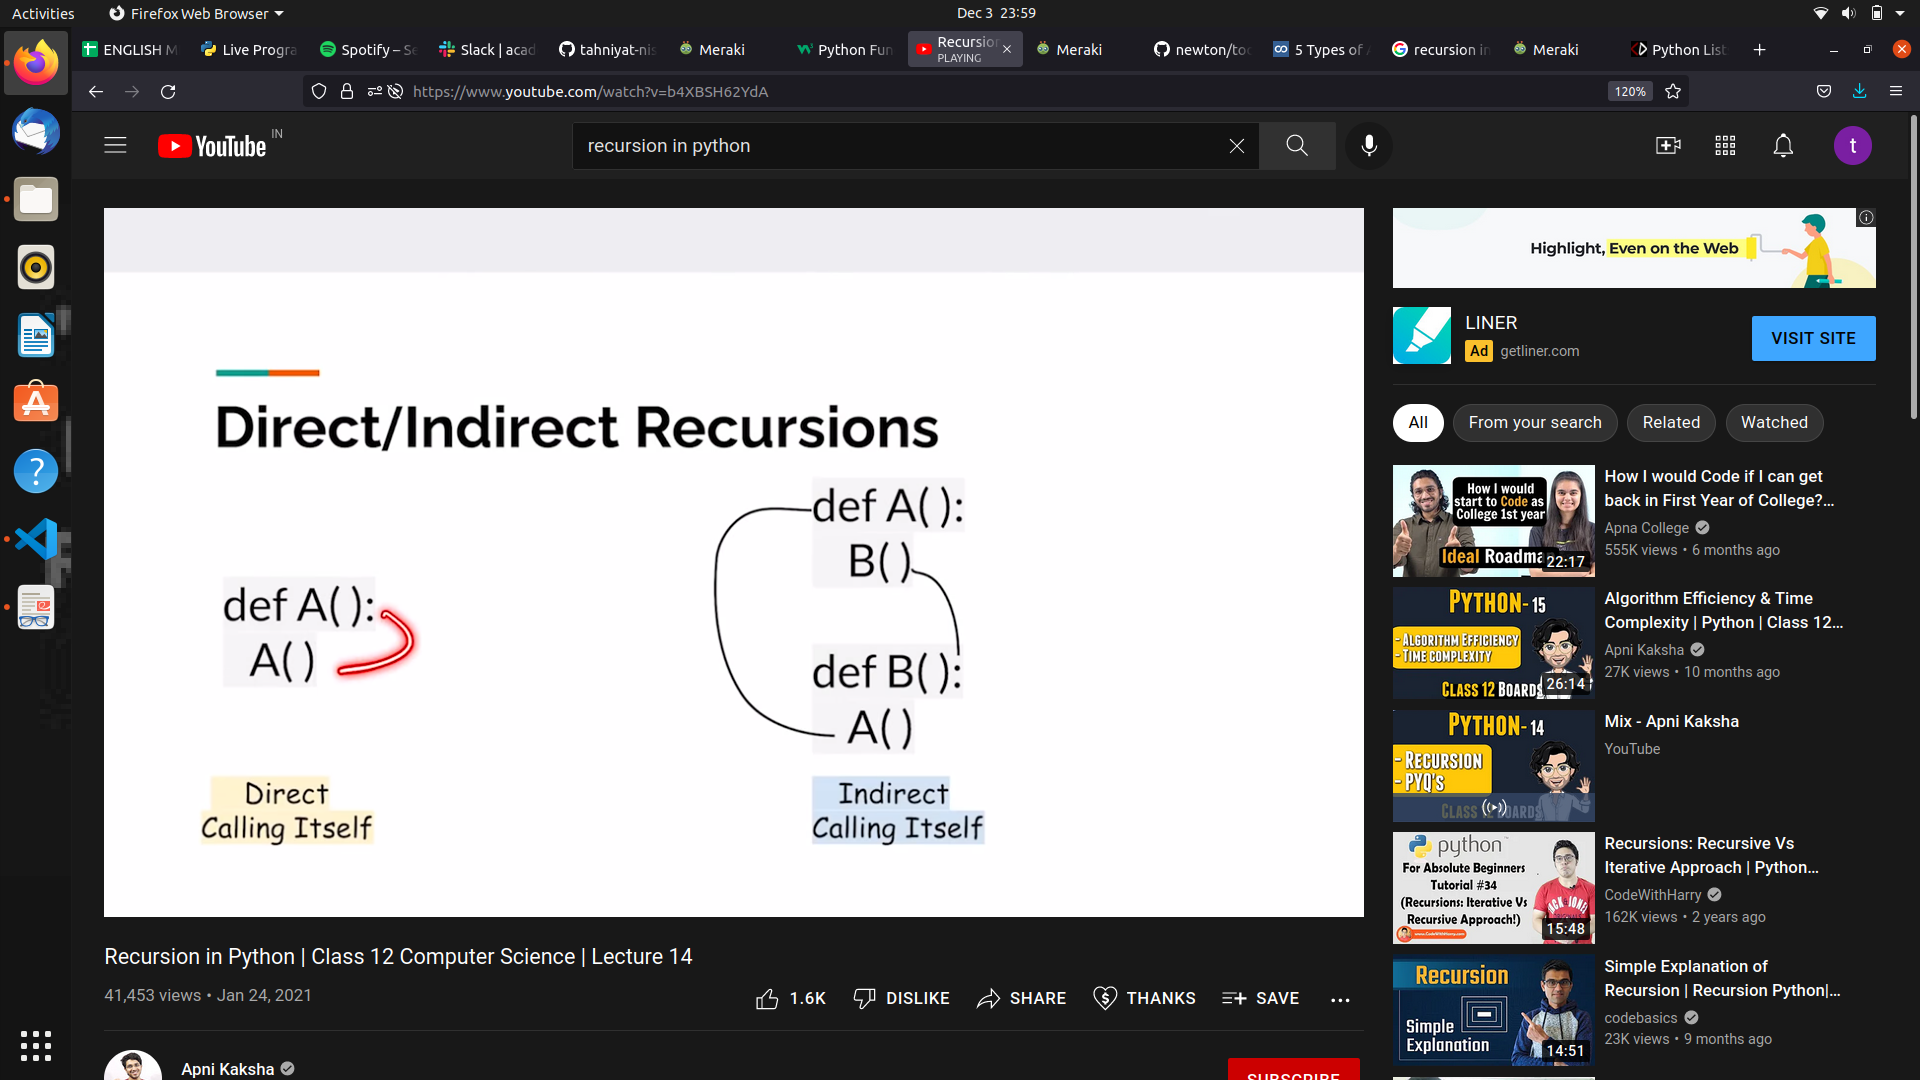 Activities
Firefox Web Browser
Dec 3 23:59
ENGLISH M
Live Progra
Spotify – Se
Slack | acad
tahniyat-nis
Meraki
Python Fun
Recursion
PLAYING
Meraki
newton/too
5 Types of
recursion in
Meraki
Python List
https://www.youtube.com/watch?v=b4XBSH62YdA
120%
YouTube
IN
recursion in python
t
Direct/Indirect Recursions
def A():
A()
Direct
Calling Itself
def A():
B()
def B():
A()
Indirect
Calling Itself
Recursion in Python | Class 12 Computer Science | Lecture 14
41,453 views • Jan 24, 2021
1.6K
DISLIKE
SHARE
THANKS
SAVE
Apni Kaksha
SUBSCRIBE
Highlight, Even on the Web
LINER
Ad getliner.com
VISIT SITE
All
From your search
Related
Watched
How I would
start to Code as
College 1st year
Ideal Roadma
22:17
How I would Code if I can get
back in First Year of College?...
Apna College
555K views • 6 months ago
PYTHON- 15
- ALGORITHM EFFICIENCY
- TIME COMPLEXITY
CLASS 12 BOARDS
26:14
Algorithm Efficiency & Time
Complexity | Python | Class 12...
Apni Kaksha
27K views • 10 months ago
PYTHON- 14
- RECURSION
- PYQ'S
CLASS 12 BOARDS
Mix - Apni Kaksha
YouTube
python
For Absolute Beginners
Tutorial #34
(Recursions: Iterative Vs
Recursive Approach!)
15:48
Recursions: Recursive Vs
Iterative Approach | Python...
CodeWithHarry
162K views • 2 years ago
Recursion
Simple
Explanation
14:51
Simple Explanation of
Recursion | Recursion Python|...
codebasics
23K views • 9 months ago